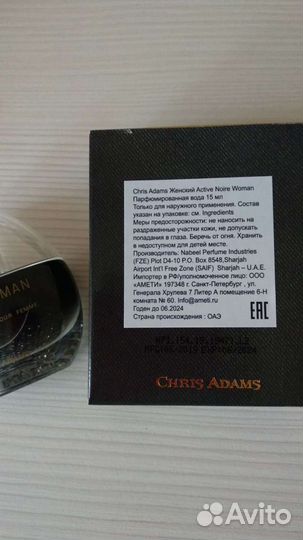 Chris Adams Женский Active Noire Woman
Парфюмированная вода 15 мл
Только для наружного применения. Состав
указан на упаковке: см. Ingredients
Меры предосторожности: не наносить на
раздраженные участки кожи, не допускать
попадания в глаза. Беречь от огня. Хранить
в недоступном для детей месте.
Производитель: Nabeel Perfume Industries
(FZE) Plot D4-10 P.O. Box 8548,Sharjah
Airport Int'l Free Zone (SAIF) Sharjah – U.A.E.
Импортер в РФ/уполномоченное лицо: ООО
«АМЕТИ» 197348 г. Санкт-Петербург , ул.
Генерала Хрулева 7 Литер А помещение 6-Н
комната № 60. Info@ameti.ru
Годен до 06.2024
Страна происхождения : ОАЭ
EAC
CHRIS ADAMS
MAN
OUR FEMME
Avito